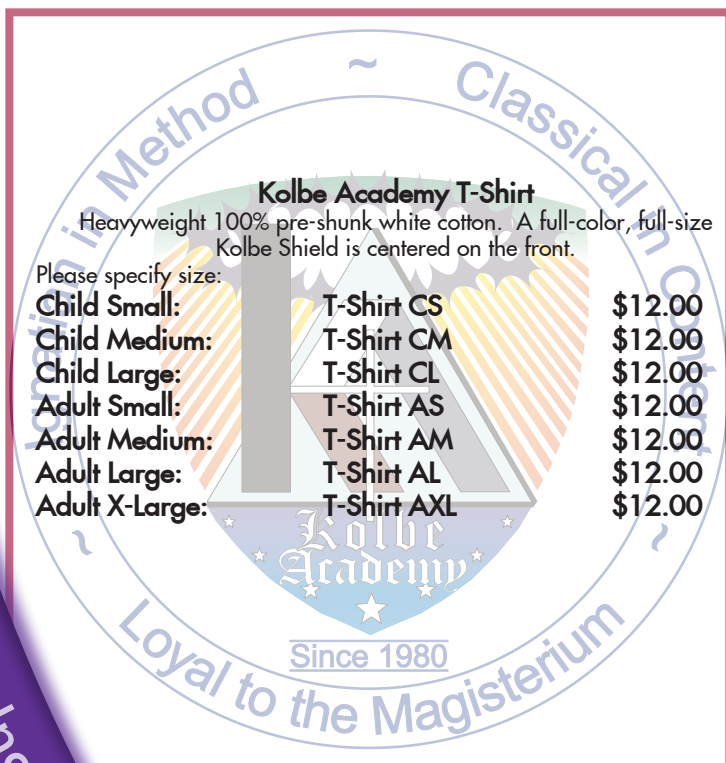 Ignatian in Method ~ Classical in Content
Kolbe Academy T-Shirt
Heavyweight 100% pre-shunk white cotton. A full-color, full-size
Kolbe Shield is centered on the front.
Please specify size:
Child Small: T-Shirt CS $12.00
Child Medium: T-Shirt CM $12.00
Child Large: T-Shirt CL $12.00
Adult Small: T-Shirt AS $12.00
Adult Medium: T-Shirt AM $12.00
Adult Large: T-Shirt AL $12.00
Adult X-Large: T-Shirt AXL $12.00
Kolbe
Academy
Since 1980
~ Loyal to the Magisterium ~